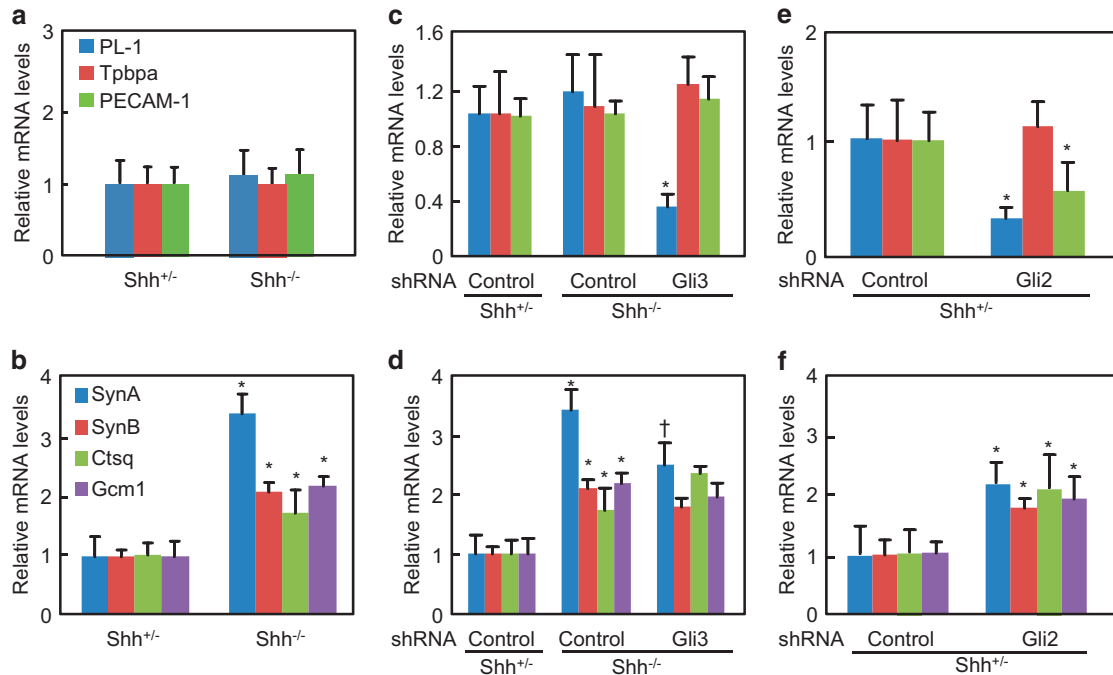 a
Relative mRNA levels
3
2
1
0
PL-1
Tpbpa
PECAM-1
Shh+/-
Shh-/-
c
Relative mRNA levels
1.6
1.2
0.8
0.4
0
*
shRNA Control Control Gli3
Shh+/- Shh-/-
e
Relative mRNA levels
2
1
0
*
*
shRNA Control Gli2
Shh+/-
b
Relative mRNA levels
4
3
2
1
0
SynA
SynB
Ctsq
Gcm1
*
*
*
*
Shh+/-
Shh-/-
d
Relative mRNA levels
4
3
2
1
0
*
*
*
*
†
shRNA Control Control Gli3
Shh+/- Shh-/-
f
Relative mRNA levels
4
3
2
1
0
*
*
*
*
shRNA Control Gli2
Shh+/-